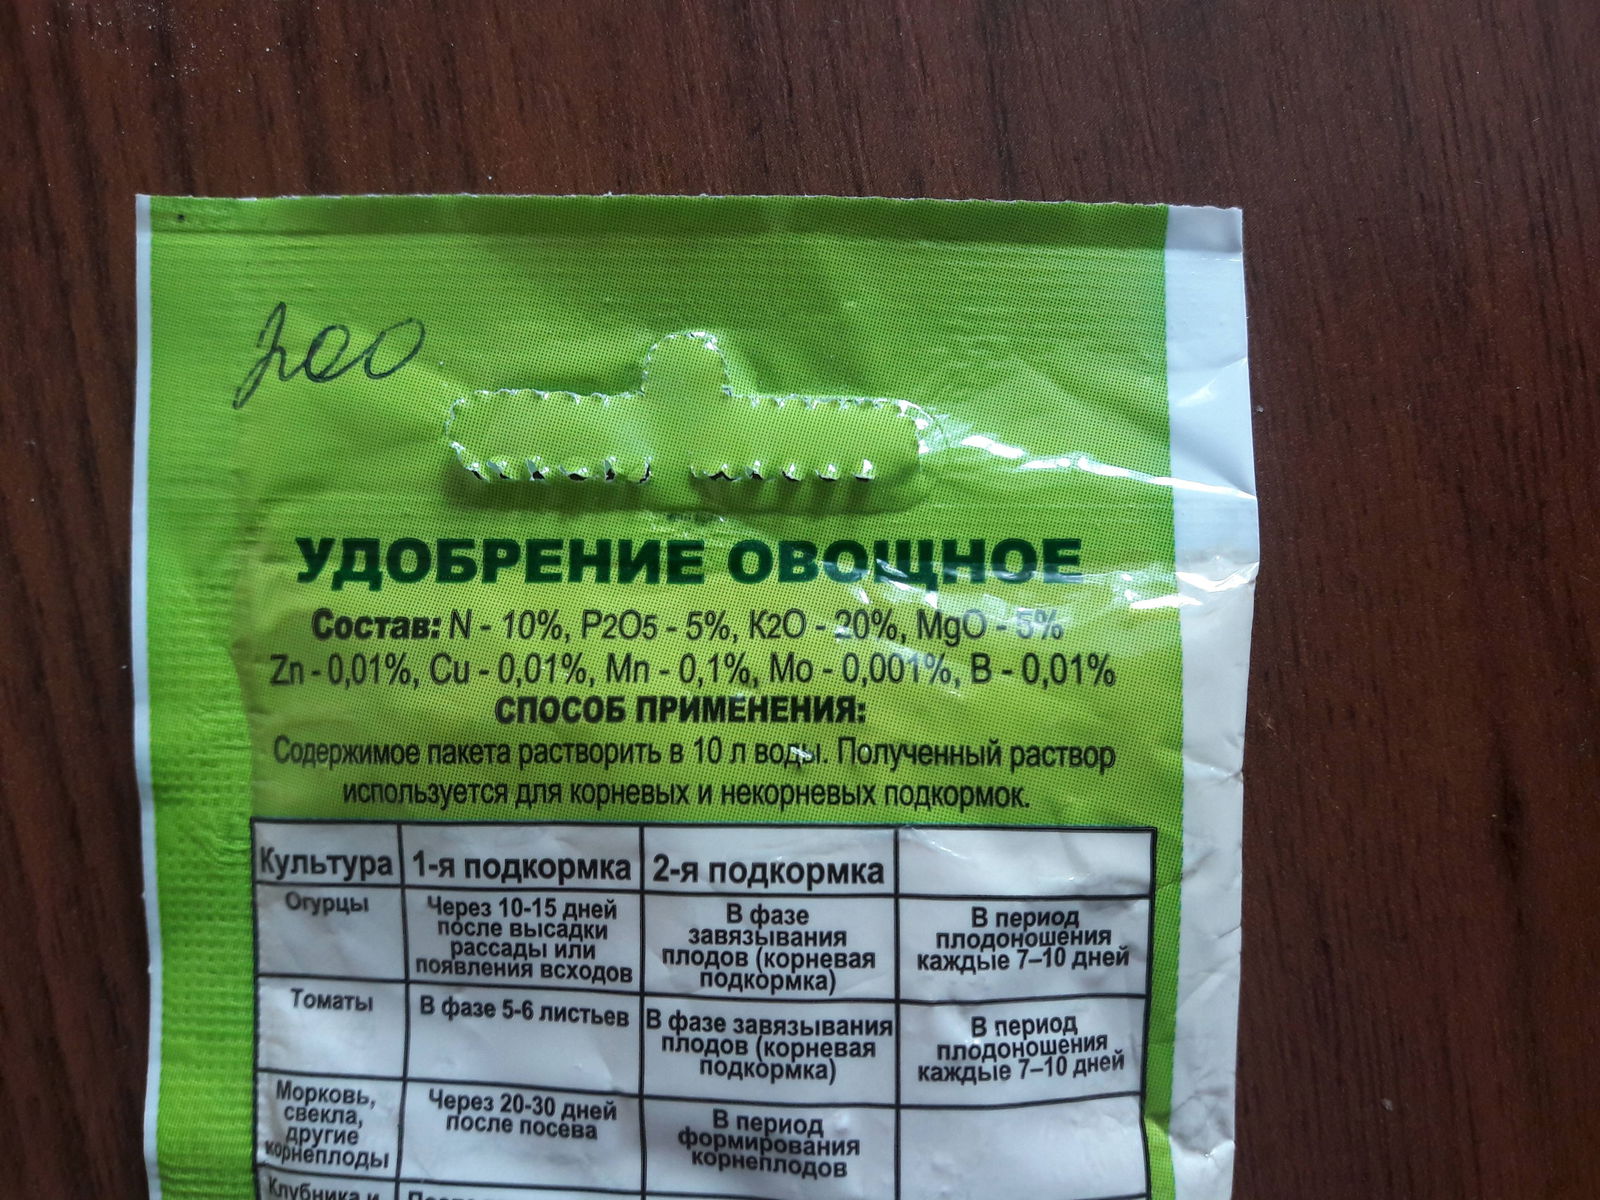 200
УДОБРЕНИЕ ОВОЩНОЕ
Состав: N - 10%, P2O5 - 5%, K2O - 20%, MgO - 5%
Zn - 0,01%, Cu - 0,01%, Mn - 0,1%, Mo - 0,001%, B - 0,01%
СПОСОБ ПРИМЕНЕНИЯ:
Содержимое пакета растворить в 10 л воды. Полученный раствор
используется для корневых и некорневых подкормок.
Культура
1-я подкормка
2-я подкормка
Огурцы
Через 10-15 дней
после высадки
рассады или
появления всходов
В фазе
завязывания
плодов (корневая
подкормка)
В период
плодоношения
каждые 7–10 дней
Томаты
В фазе 5-6 листьев
В фазе завязывания
плодов (корневая
подкормка)
В период
плодоношения
каждые 7–10 дней
Морковь,
свекла,
другие
корнеплоды
Через 20-30 дней
после посева
В период
формирования
корнеплодов
Клубника и